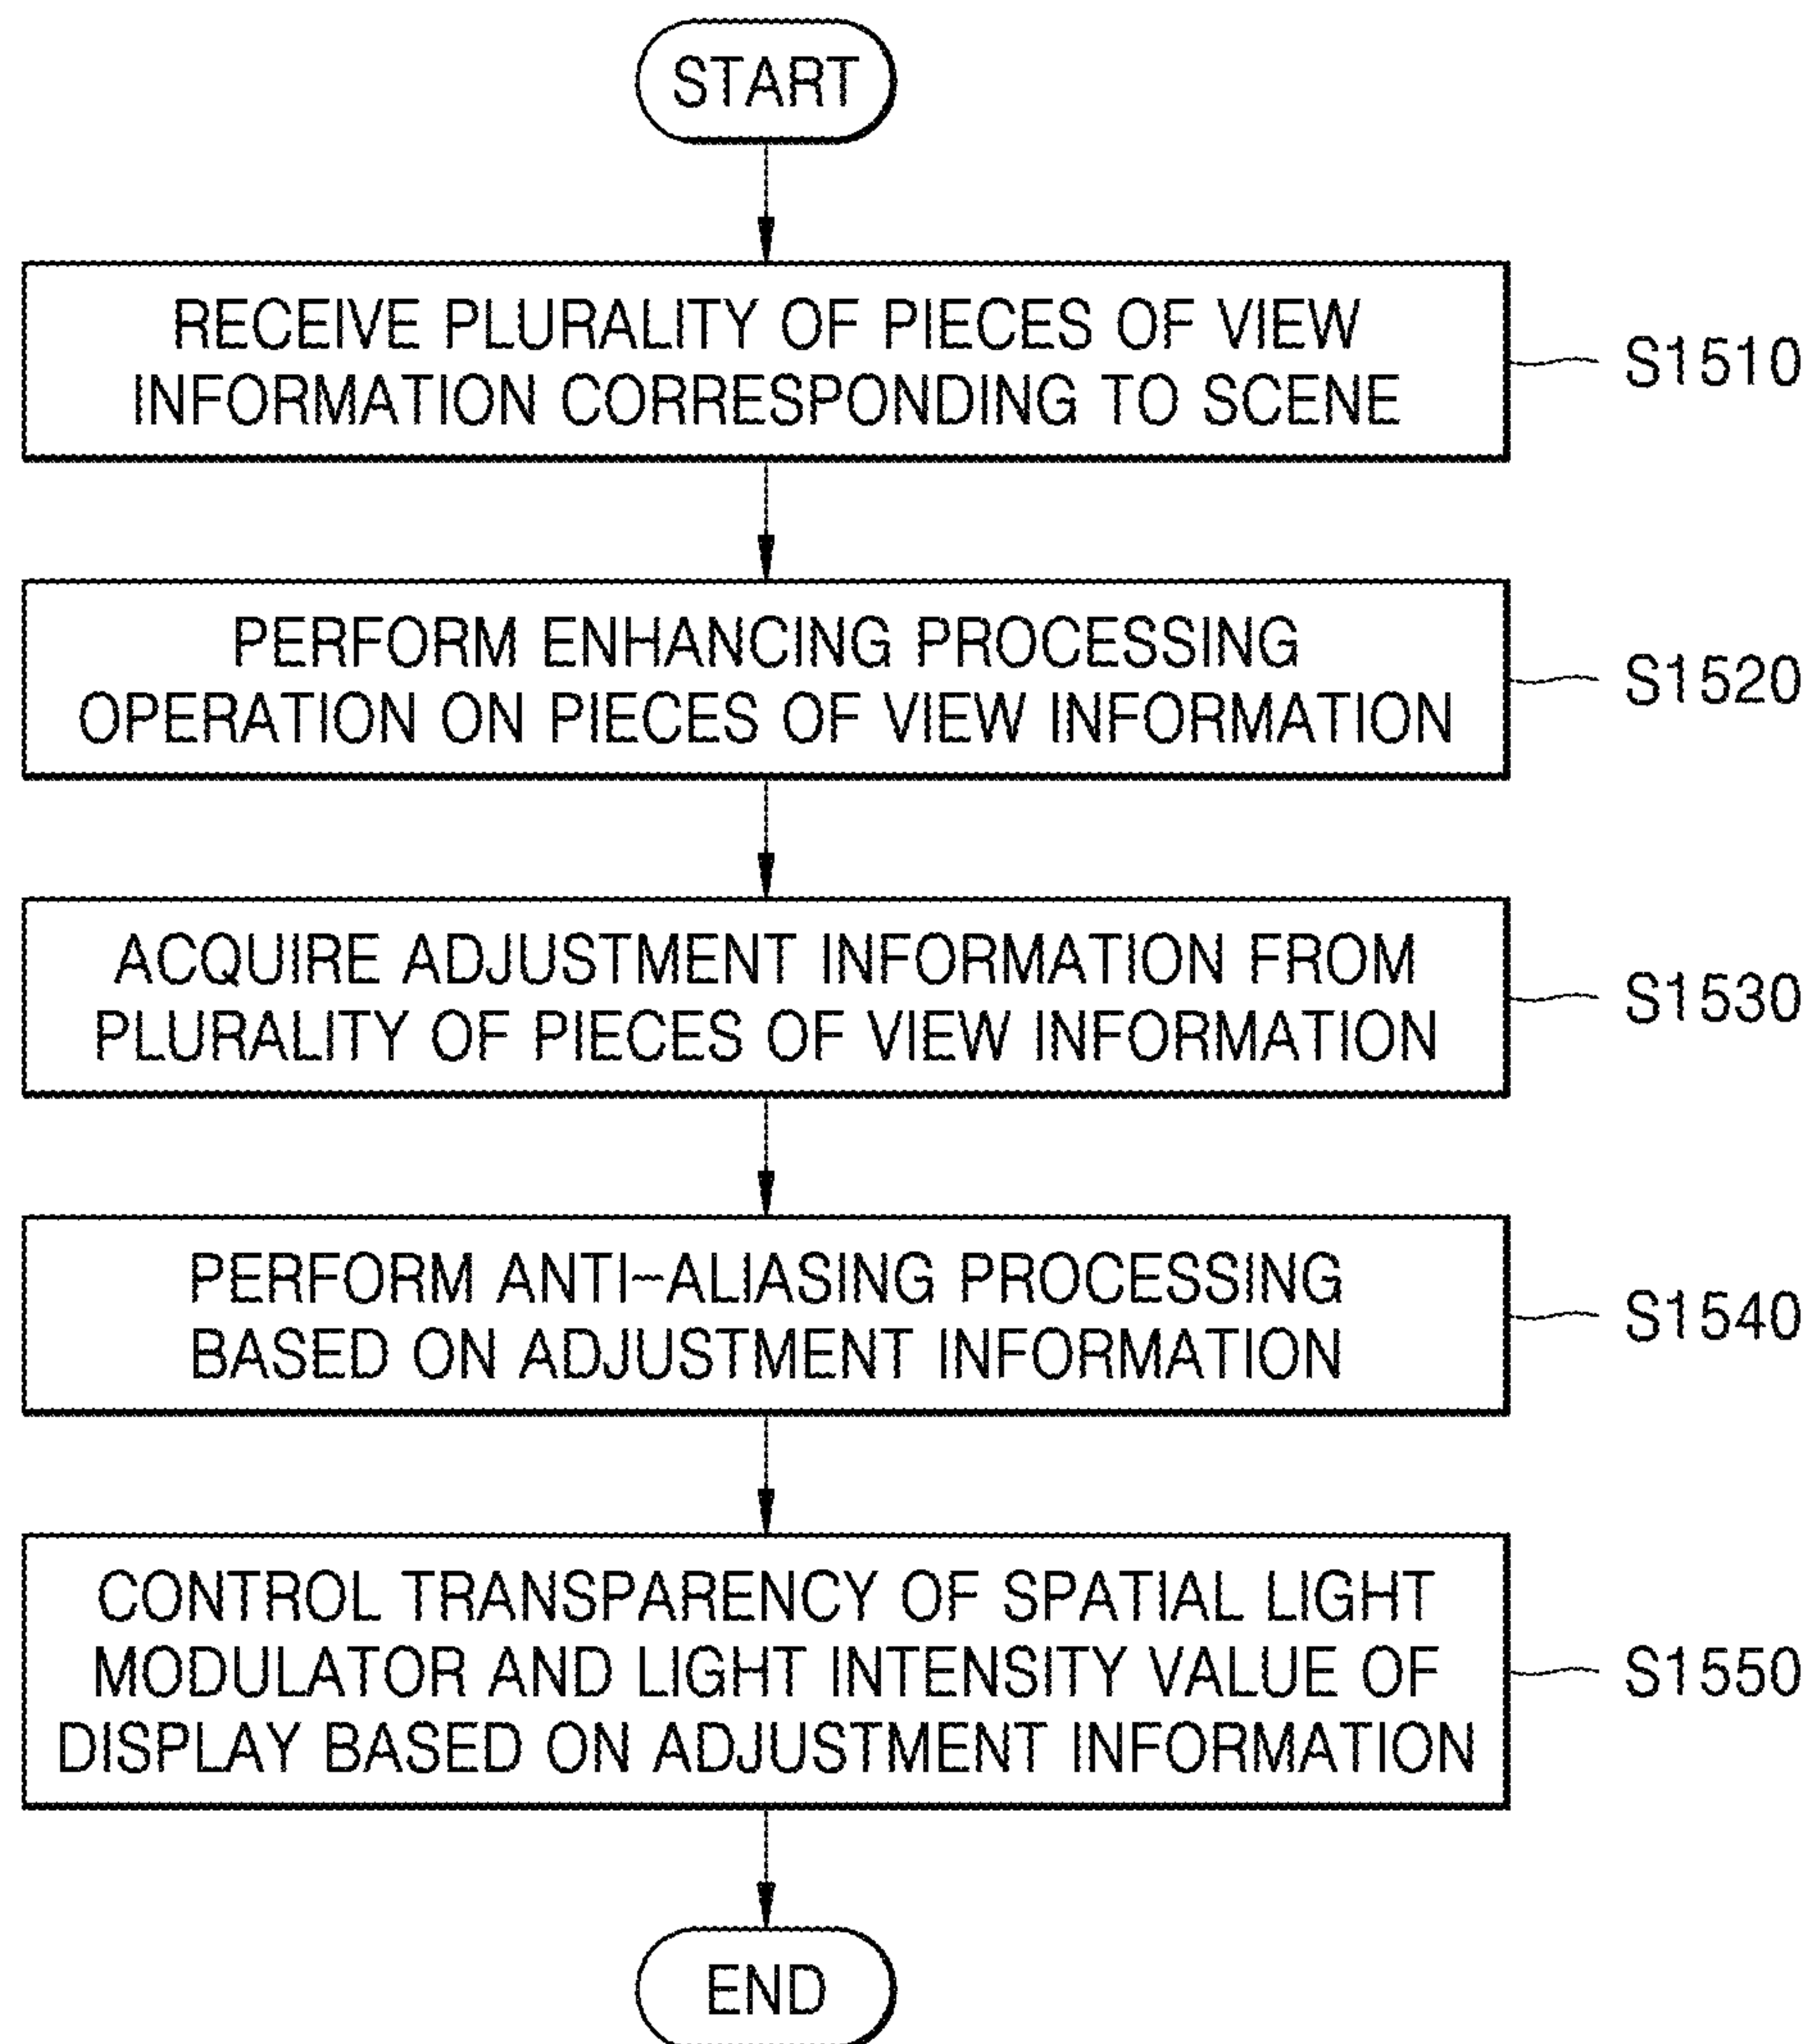 START
RECEIVE PLURALITY OF PIECES OF VIEW
INFORMATION CORRESPONDING TO SCENE
S1510
PERFORM ENHANCING PROCESSING
OPERATION ON PIECES OF VIEW INFORMATION
S1520
ACQUIRE ADJUSTMENT INFORMATION FROM
PLURALITY OF PIECES OF VIEW INFORMATION
S1530
PERFORM ANTI-ALIASING PROCESSING
BASED ON ADJUSTMENT INFORMATION
S1540
CONTROL TRANSPARENCY OF SPATIAL LIGHT
MODULATOR AND LIGHT INTENSITY VALUE OF
DISPLAY BASED ON ADJUSTMENT INFORMATION
S1550
END